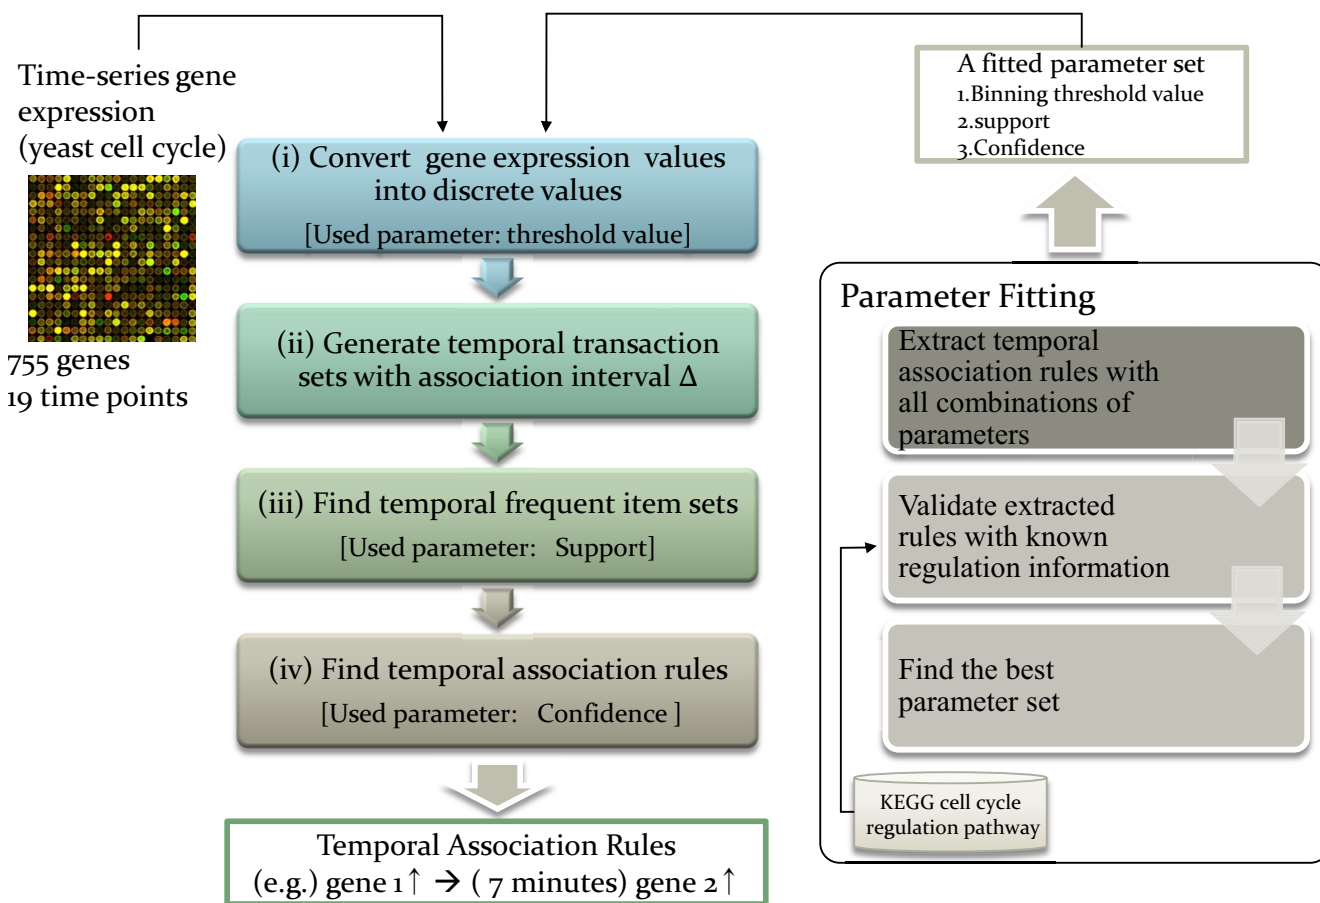 Time-series gene
expression
(yeast cell cycle)
755 genes
19 time points
(i) Convert gene expression values
into discrete values
[Used parameter: threshold value]
(ii) Generate temporal transaction
sets with association interval Δ
(iii) Find temporal frequent item sets
[Used parameter: Support]
(iv) Find temporal association rules
[Used parameter: Confidence ]
Temporal Association Rules
(e.g.) gene 1↑ → ( 7 minutes) gene 2↑
A fitted parameter set
1.Binning threshold value
2.support
3.Confidence
Parameter Fitting
Extract temporal
association rules with
all combinations of
parameters
Validate extracted
rules with known
regulation information
Find the best
parameter set
KEGG cell cycle
regulation pathway